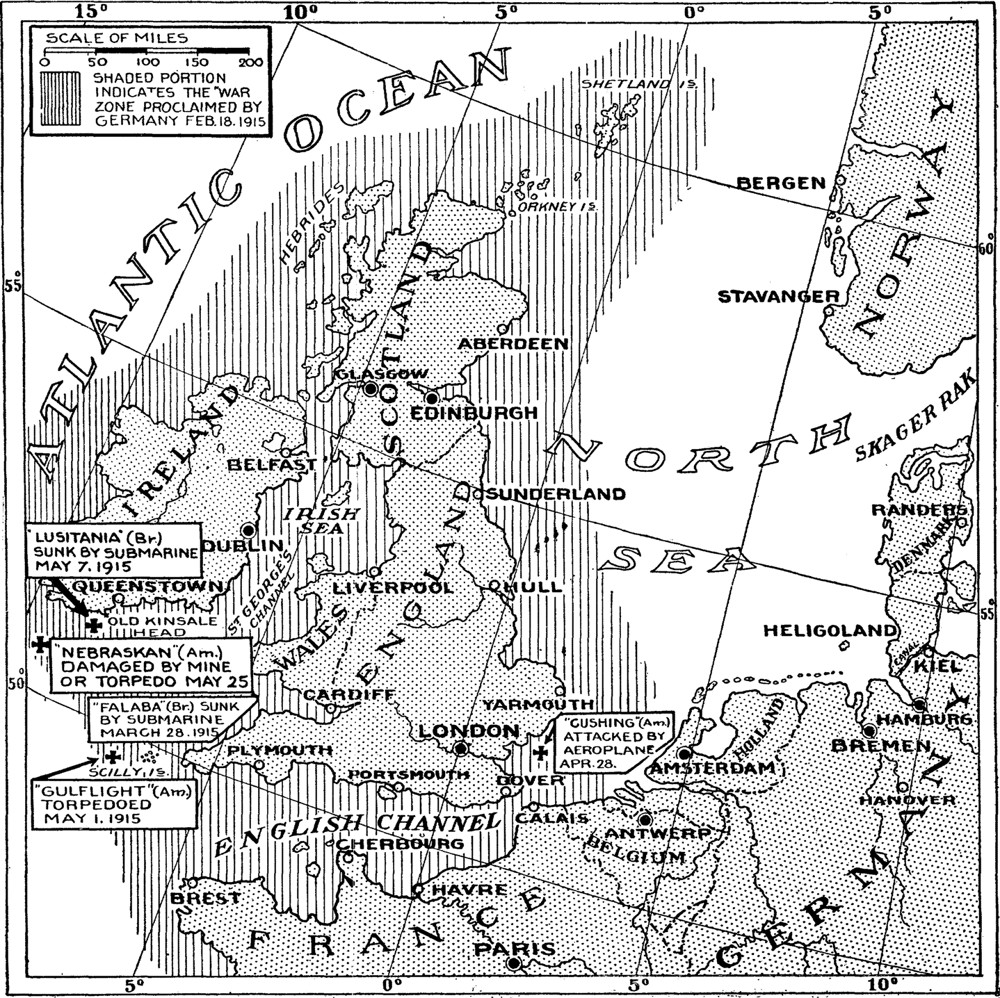 15° 10° 5° 0° 5°
SCALE OF MILES
0 50 100 150 200
SHADED PORTION
INDICATES THE "WAR
ZONE PROCLAIMED BY
GERMANY FEB. 18. 1915
ATLANTIC OCEAN
SHETLAND IS.
ORKNEY IS.
HEBRIDES
BERGEN
NORWAY
60°
STAVANGER
55°
SCOTLAND
ABERDEEN
GLASGOW
EDINBURGH
NORTH
SEA
SKAGER RAK
IRELAND
BELFAST
SUNDERLAND
IRISH
SEA
RANDERS
DENMARK
"LUSITANIA" (Br.)
SUNK BY SUBMARINE
MAY 7. 1915
DUBLIN
ENGLAND
QUEENSTOWN
ST GEORGE'S
CHANNEL
LIVERPOOL
HULL
55°
OLD KINSALE
HEAD
WALES
HELIGOLAND
"NEBRASKAN" (Am.)
DAMAGED BY MINE
OR TORPEDO MAY 25
CANAL
KIEL
50°
CARDIFF
YARMOUTH
"FALABA" (Br.) SUNK
BY SUBMARINE
MARCH 28. 1915
LONDON
"CUSHING" (Am.)
ATTACKED BY
AEROPLANE
APR. 28.
HOLLAND
HAMBURG
BREMEN
PLYMOUTH
SCILLY, IS.
PORTSMOUTH
DOVER
AMSTERDAM
"GULFLIGHT" (Am.)
TORPEDOED
MAY 1. 1915
HANOVER
ENGLISH CHANNEL
CALAIS
ANTWERP
BELGIUM
CHERBOURG
GERMANY
BREST
HAVRE
FRANCE
PARIS
5° 0° 5° 10°